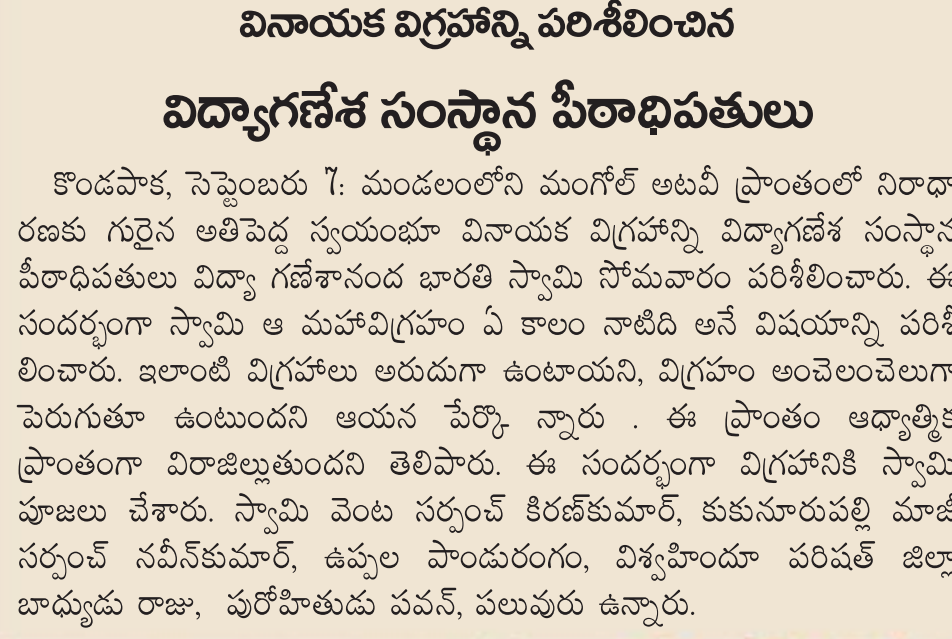 వినాయక విగ్రహాన్ని పరిశీలించిన
విద్యాగణేశ సంస్థాన పీఠాధిపతులు
కొండపాక, సెప్టెంబరు 7: మండలంలోని మంగోల్ అటవీ ప్రాంతంలో నిరాధా
రణకు గురైన అతిపెద్ద స్వయంభూ వినాయక విగ్రహాన్ని విద్యాగణేశ సంస్థాన
పీఠాధిపతులు విద్యా గణేశానంద భారతి స్వామి సోమవారం పరిశీలించారు. ఈ
సందర్భంగా స్వామి ఆ మహావిగ్రహం ఏ కాలం నాటిది అనే విషయాన్ని పరిశీ
లించారు. ఇలాంటి విగ్రహాలు అరుదుగా ఉంటాయని, విగ్రహం అంచెలంచెలుగా
పెరుగుతూ ఉంటుందని ఆయన పేర్కొ న్నారు . ఈ ప్రాంతం ఆధ్యాత్మిక
ప్రాంతంగా విరాజిల్లుతుందని తెలిపారు. ఈ సందర్భంగా విగ్రహానికి స్వామి
పూజలు చేశారు. స్వామి వెంట సర్పంచ్ కిరణ్‌కుమార్, కుకునూరుపల్లి మాజీ
సర్పంచ్ నవీన్‌కుమార్, ఉప్పల పాండురంగం, విశ్వహిందూ పరిషత్ జిల్లా
బాధ్యుడు రాజు, పురోహితుడు పవన్, పలువురు ఉన్నారు.